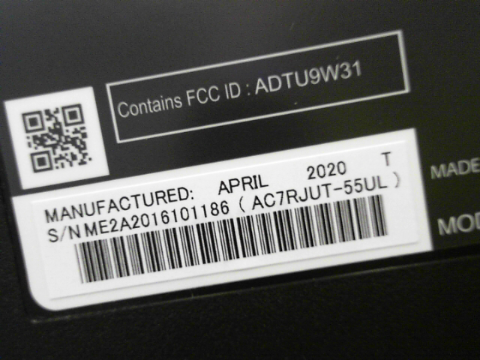 Contains FCC ID : ADTU9W31
MANUFACTURED: APRIL 2020 T
S/N ME2A2016101186 ( AC7RJUT-55UL )
MADE
MOD